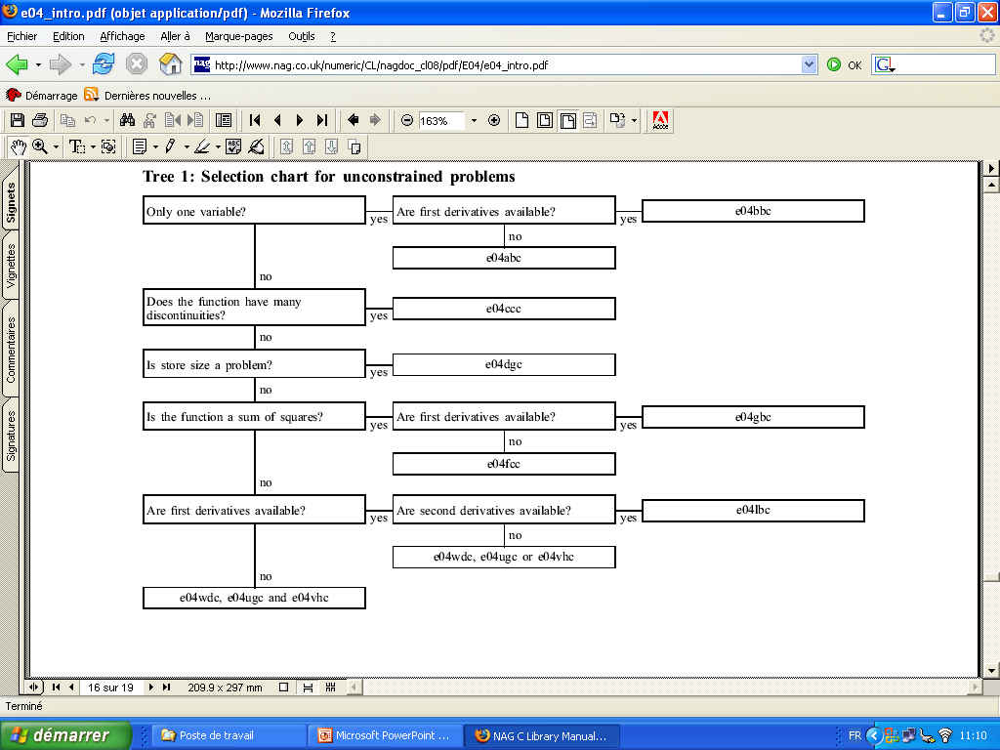 e04_intro.pdf (objet application/pdf) - Mozilla Firefox
Fichier Edition Affichage Aller à Marque-pages Outils ?
nag http://www.nag.co.uk/numeric/CL/nagdoc_cl08/pdf/E04/e04_intro.pdf OK G
Démarrage Dernières nouvelles ...
163% Adobe
Signets
Vignettes
Commentaires
Signatures
Tree 1: Selection chart for unconstrained problems
Only one variable? yes Are first derivatives available? yes e04bbc
no
e04abc
no
Does the function have many
discontinuities? yes e04ccc
no
Is store size a problem? yes e04dgc
no
Is the function a sum of squares? yes Are first derivatives available? yes e04gbc
no
e04fcc
no
Are first derivatives available? yes Are second derivatives available? yes e04lbc
no
e04wdc, e04ugc or e04vhc
no
e04wdc, e04ugc and e04vhc
16 sur 19 209.9 x 297 mm
Terminé
démarrer Poste de travail Microsoft PowerPoint ... NAG C Library Manual... FR 11:10